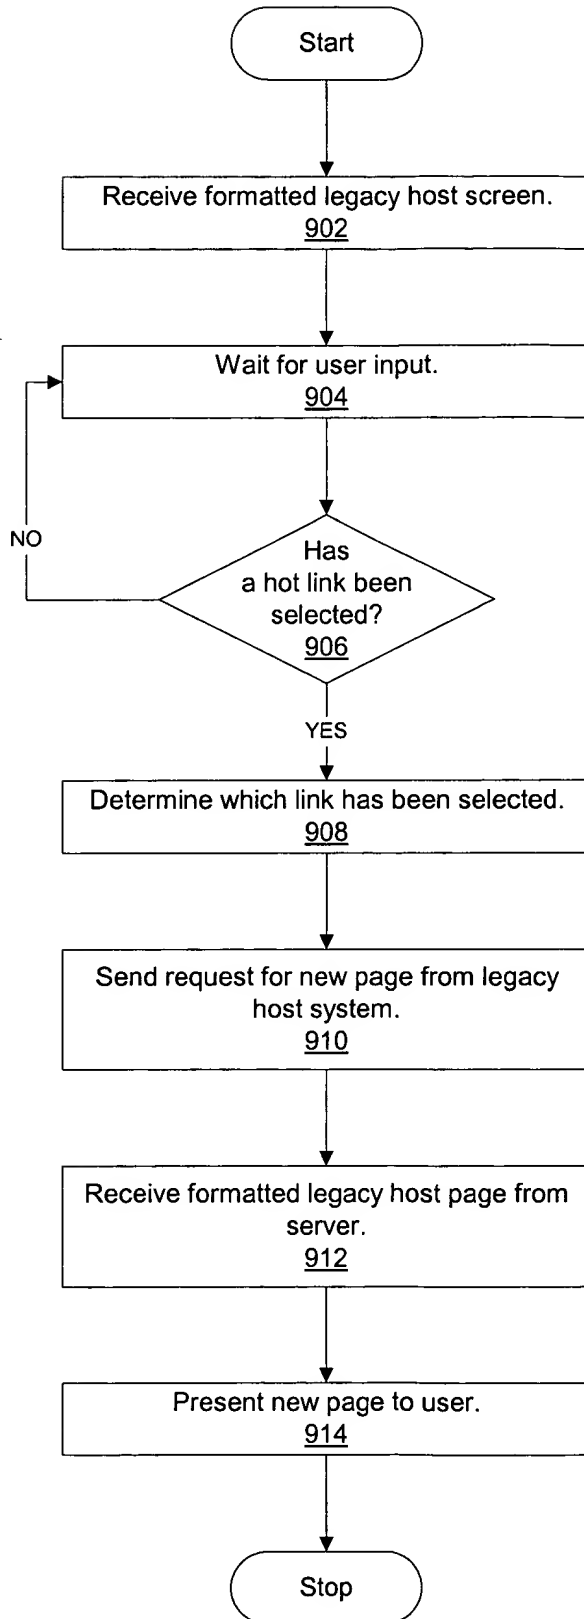 Start
Receive formatted legacy host screen.
902
Wait for user input.
904
NO
Has
a hot link been
selected?
906
YES
Determine which link has been selected.
908
Send request for new page from legacy
host system.
910
Receive formatted legacy host page from
server.
912
Present new page to user.
914
Stop